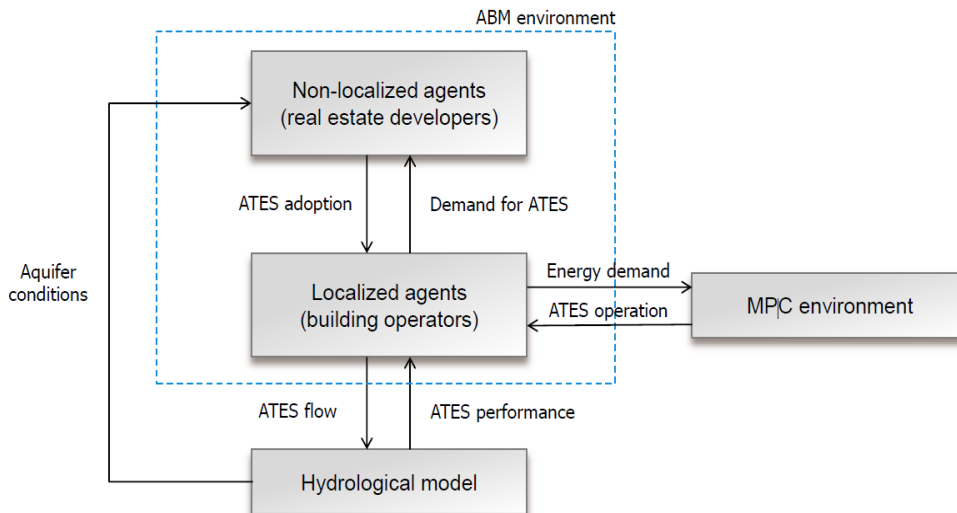 ABM environment
Non-localized agents
(real estate developers)
ATES adoption
Demand for ATES
Aquifer
conditions
Localized agents
(building operators)
Energy demand
ATES operation
MPC environment
ATES flow
ATES performance
Hydrological model